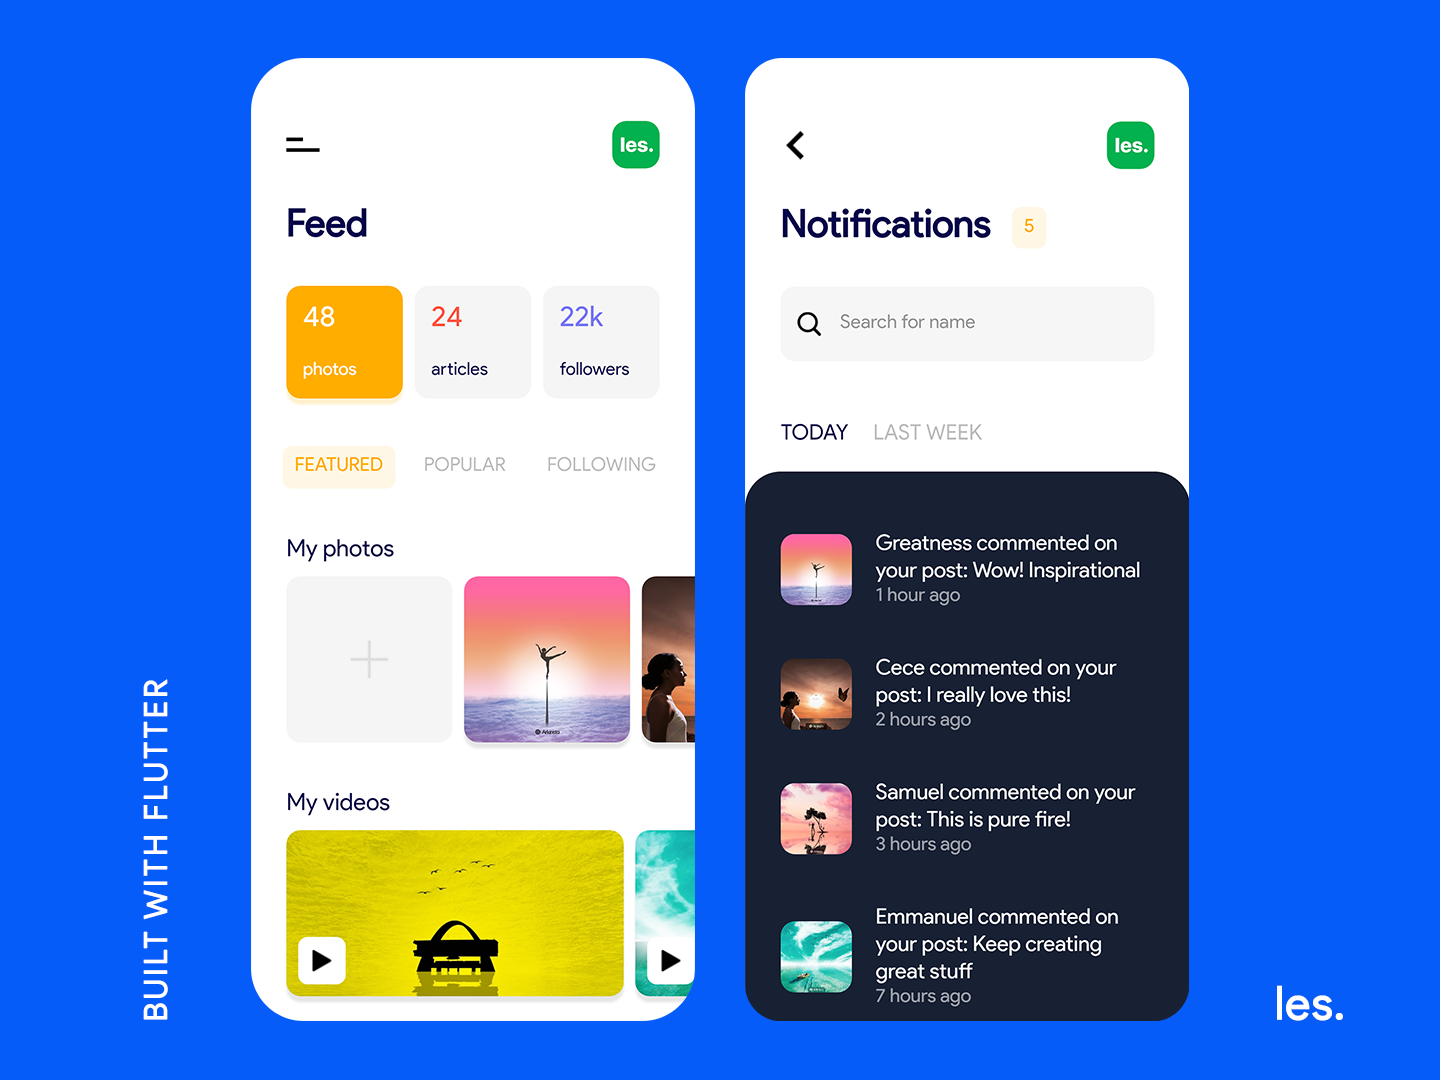 les.
Feed
48
photos
24
articles
22k
followers
FEATURED
POPULAR
FOLLOWING
My photos
My videos
BUILT WITH FLUTTER
les.
Notifications
5
Search for name
TODAY
LAST WEEK
Greatness commented on
your post: Wow! Inspirational
1 hour ago
Cece commented on your
post: I really love this!
2 hours ago
Samuel commented on your
post: This is pure fire!
3 hours ago
Emmanuel commented on
your post: Keep creating
great stuff
7 hours ago
les.